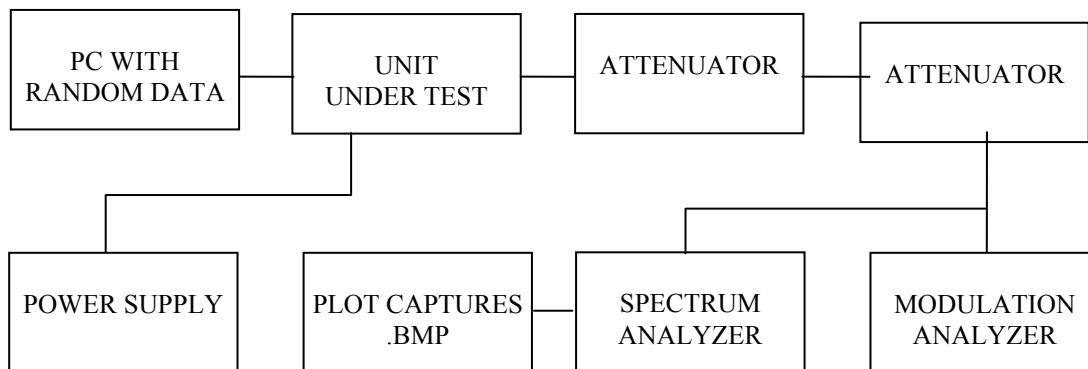 PC WITH
RANDOM DATA
UNIT
UNDER TEST
ATTENUATOR
ATTENUATOR
POWER SUPPLY
PLOT CAPTURES
.BMP
SPECTRUM
ANALYZER
MODULATION
ANALYZER